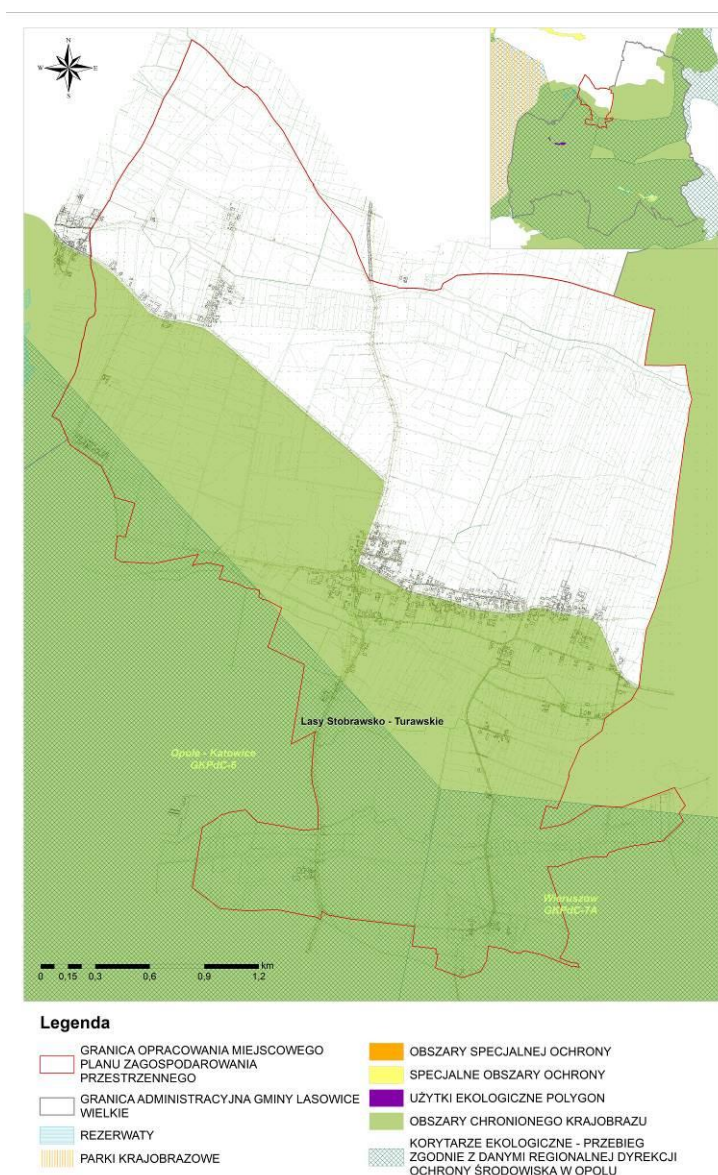 N
W E
S
Lasy Stobrawsko - Turawskie
Opole - Katowice
GKPdC-6
Wieruszów
GKPdC-7A
km
0 0,15 0,3 0,6 0,9 1,2
Legenda
GRANICA OPRACOWANIA MIEJSCOWEGO
PLANU ZAGOSPODAROWANIA
PRZESTRZENNEGO
GRANICA ADMINISTRACYJNA GMINY LASOWICE
WIELKIE
REZERWATY
PARKI KRAJOBRAZOWE
OBSZARY SPECJALNEJ OCHRONY
SPECJALNE OBSZARY OCHRONY
UŻYTKI EKOLOGICZNE POLYGON
OBSZARY CHRONIONEGO KRAJOBRAZU
KORYTARZE EKOLOGICZNE - PRZEBIEG
ZGODNIE Z DANYMI REGIONALNEJ DYREKCJI
OCHRONY ŚRODOWISKA W OPOLU